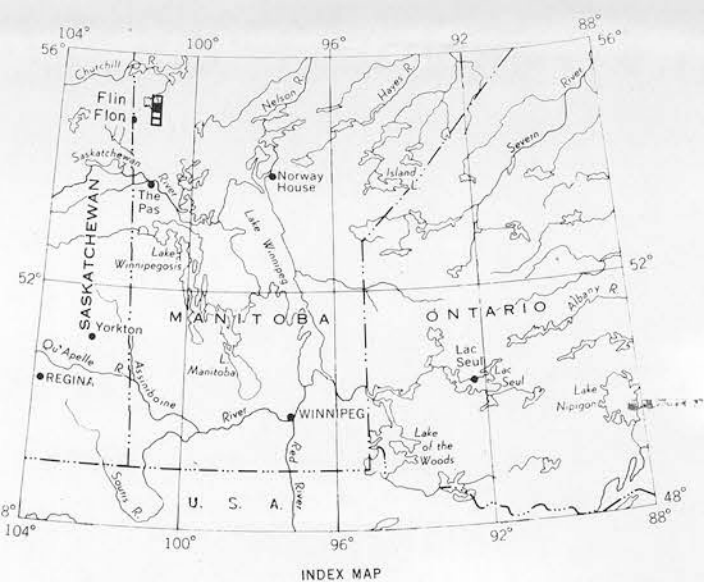 104°
100°
96°
92
88°
56°
56°
Churchill R.
Flin
Flon
Nelson R.
Hayes R.
Severn River
Saskatchewan River
The
Pas
Norway
House
Island L.
Lake Winnipeg
Lake
Winnipegosis
SASKATCHEWAN
52°
52°
MANITOBA
ONTARIO
Albany R.
Yorkton
Qu'Apelle R.
REGINA
Assiniboine River
L.
Manitoba
Lac
Seul
Lac
Seul
Lake
Nipigon
WINNIPEG
Red River
Lake
of the
Woods
Souris R.
U. S. A.
8°
48°
104°
100°
96°
92°
88°
INDEX MAP